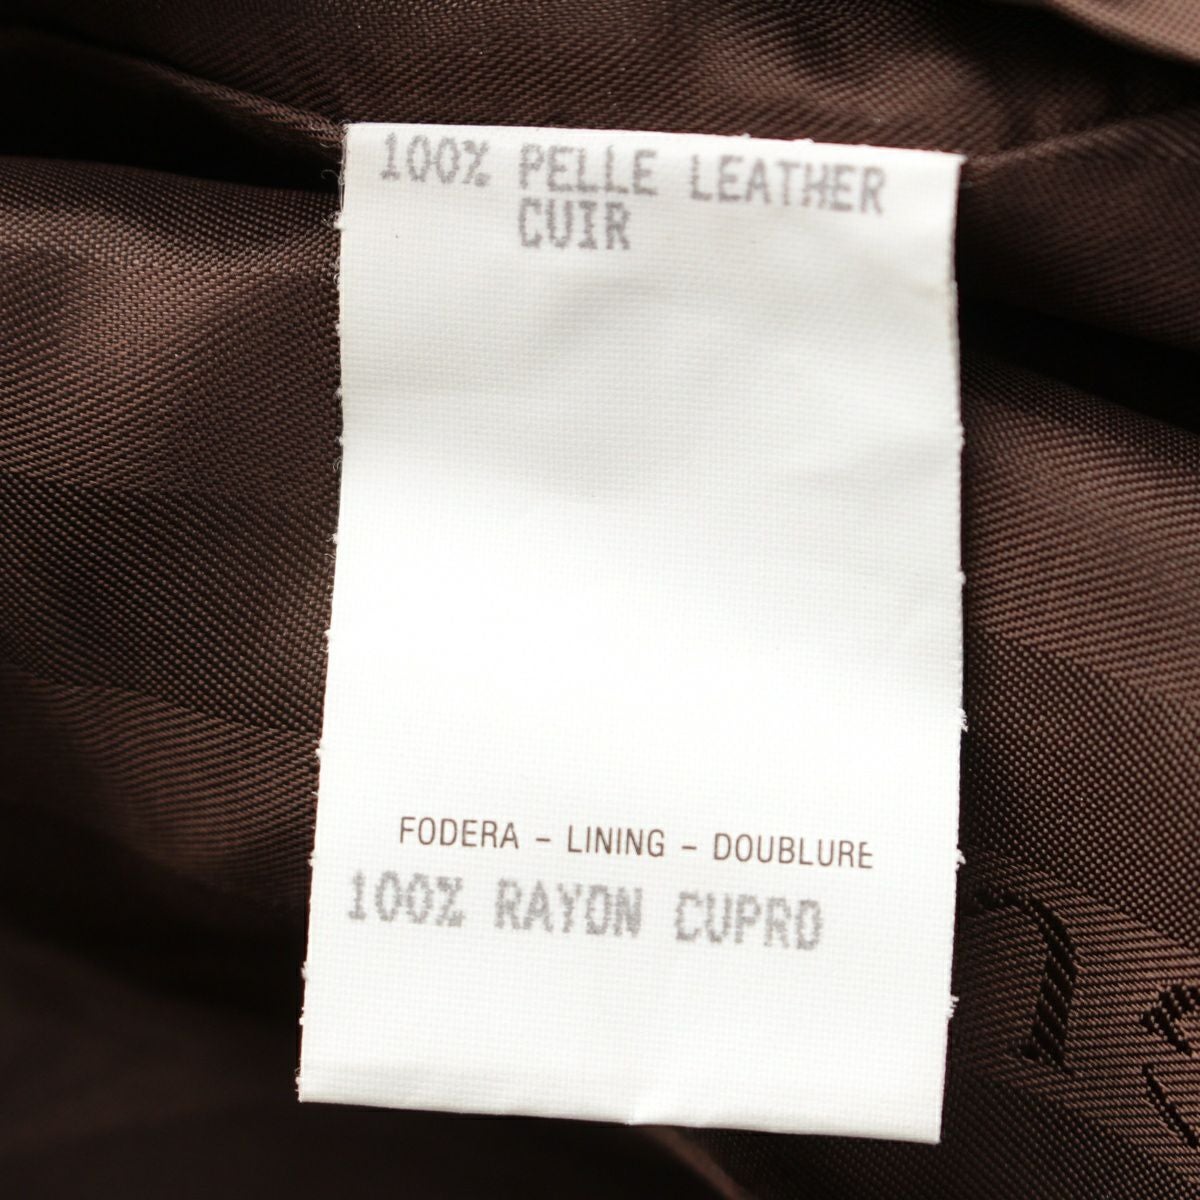 100% PELLE LEATHER
CUIR
FODERA - LINING - DOUBLURE
100% RAYON CUPRO